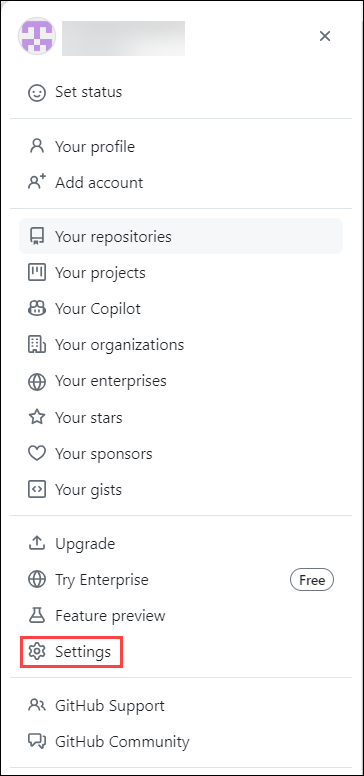 Set status
Your profile
Add account
Your repositories
Your projects
Your Copilot
Your organizations
Your enterprises
Your stars
Your sponsors
Your gists
Upgrade
Try Enterprise Free
Feature preview
Settings
GitHub Support
GitHub Community